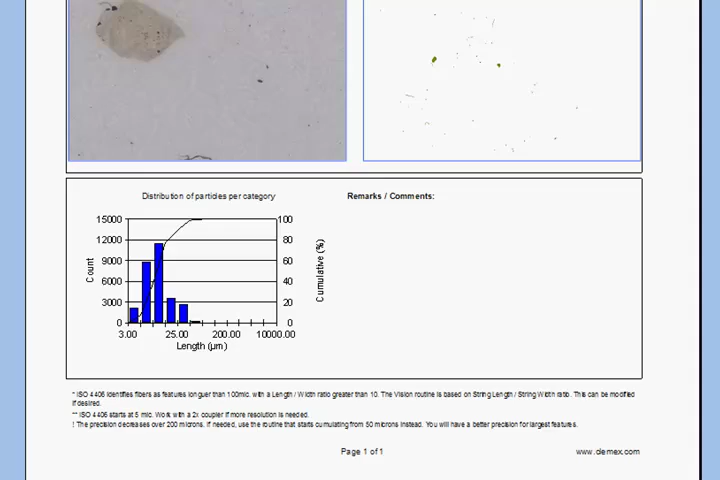 Distribution of particles per category
Remarks / Comments:
15000
12000
9000
6000
3000
0
100
80
60
40
20
0
Count
Cumulative (%)
3.00
25.00
200.00
10000.00
Length (µm)
* ISO 4406 identifies fibers as features longuer than 100mic. with a Length / Width ratio greater than 10. The Vision routine is based on String Length / String Width ratio. This can be modified
if desired.
** ISO 4406 starts at 5 mic. Work with a 2x coupler if more resolution is needed.
! The precision decreases over 200 microns. If needed, use the routine that starts cumulating from 50 microns instead. You will have a better precision for largest features.
Page 1 of 1
www.clemex.com